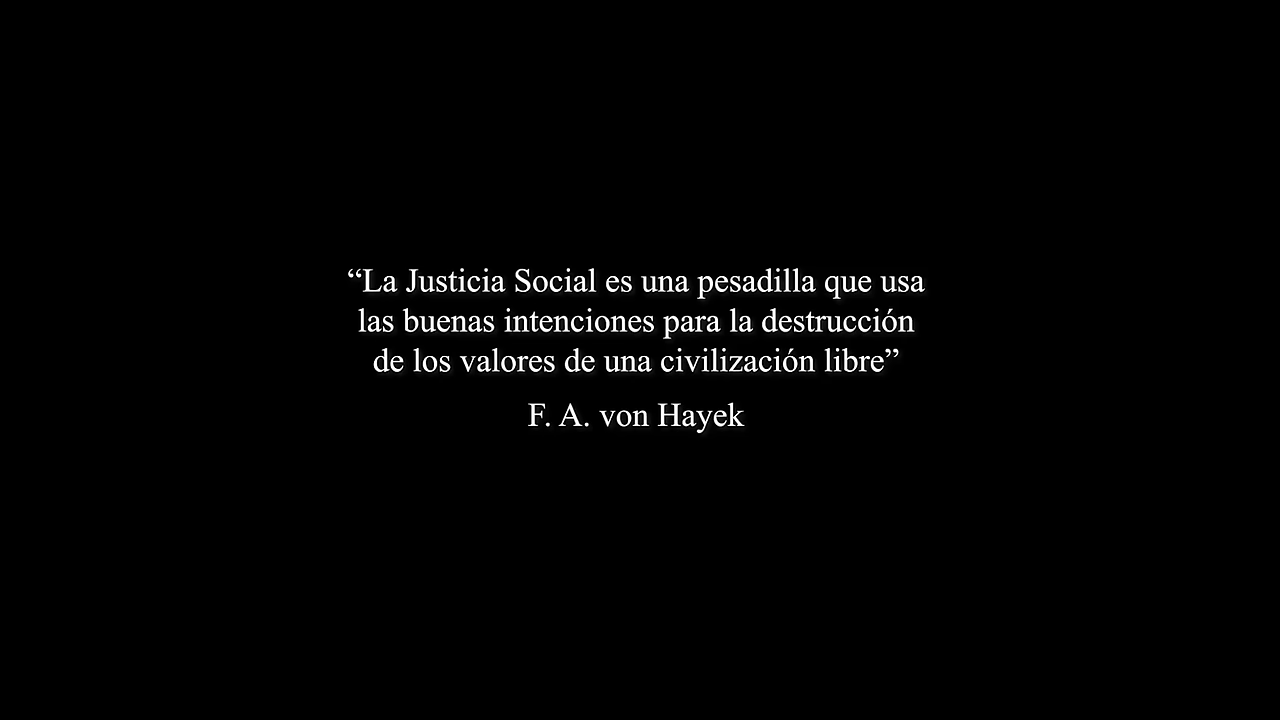 “La Justicia Social es una pesadilla que usa
las buenas intenciones para la destrucción
de los valores de una civilización libre”
F. A. von Hayek